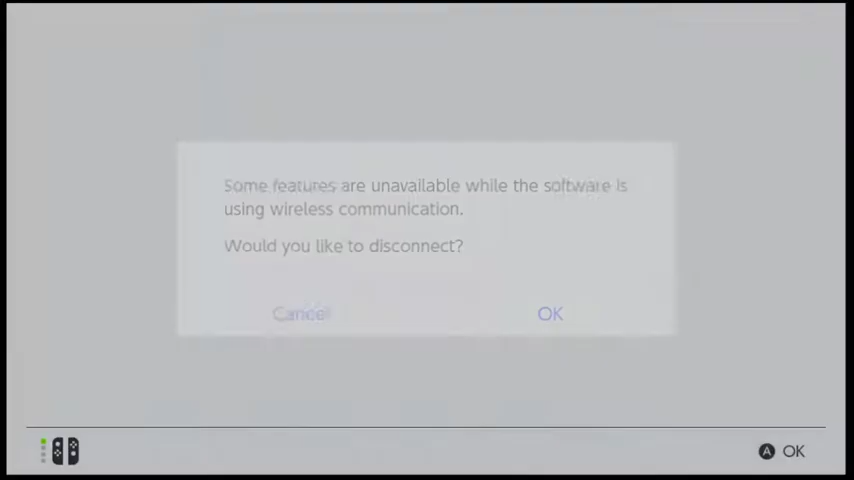 Some features are unavailable while the software is
using wireless communication.
Would you like to disconnect?
Cancel OK
A OK